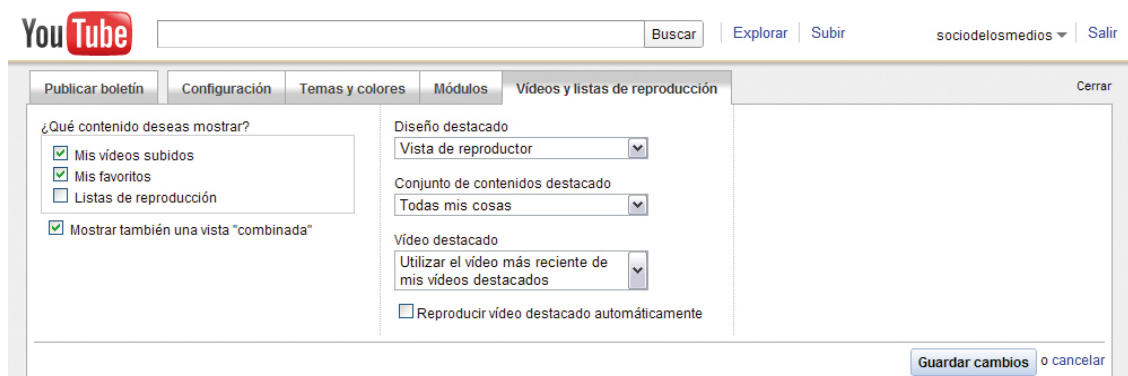 YouTube
Buscar
Explorar
Subir
sociodelosmedios
Salir
Publicar boletín
Configuración
Temas y colores
Módulos
Vídeos y listas de reproducción
Cerrar
¿Qué contenido deseas mostrar?
Mis vídeos subidos
Mis favoritos
Listas de reproducción
Mostrar también una vista "combinada"
Diseño destacado
Vista de reproductor
Conjunto de contenidos destacado
Todas mis cosas
Vídeo destacado
Utilizar el vídeo más reciente de
mis vídeos destacados
Reproducir vídeo destacado automáticamente
Guardar cambios o cancelar